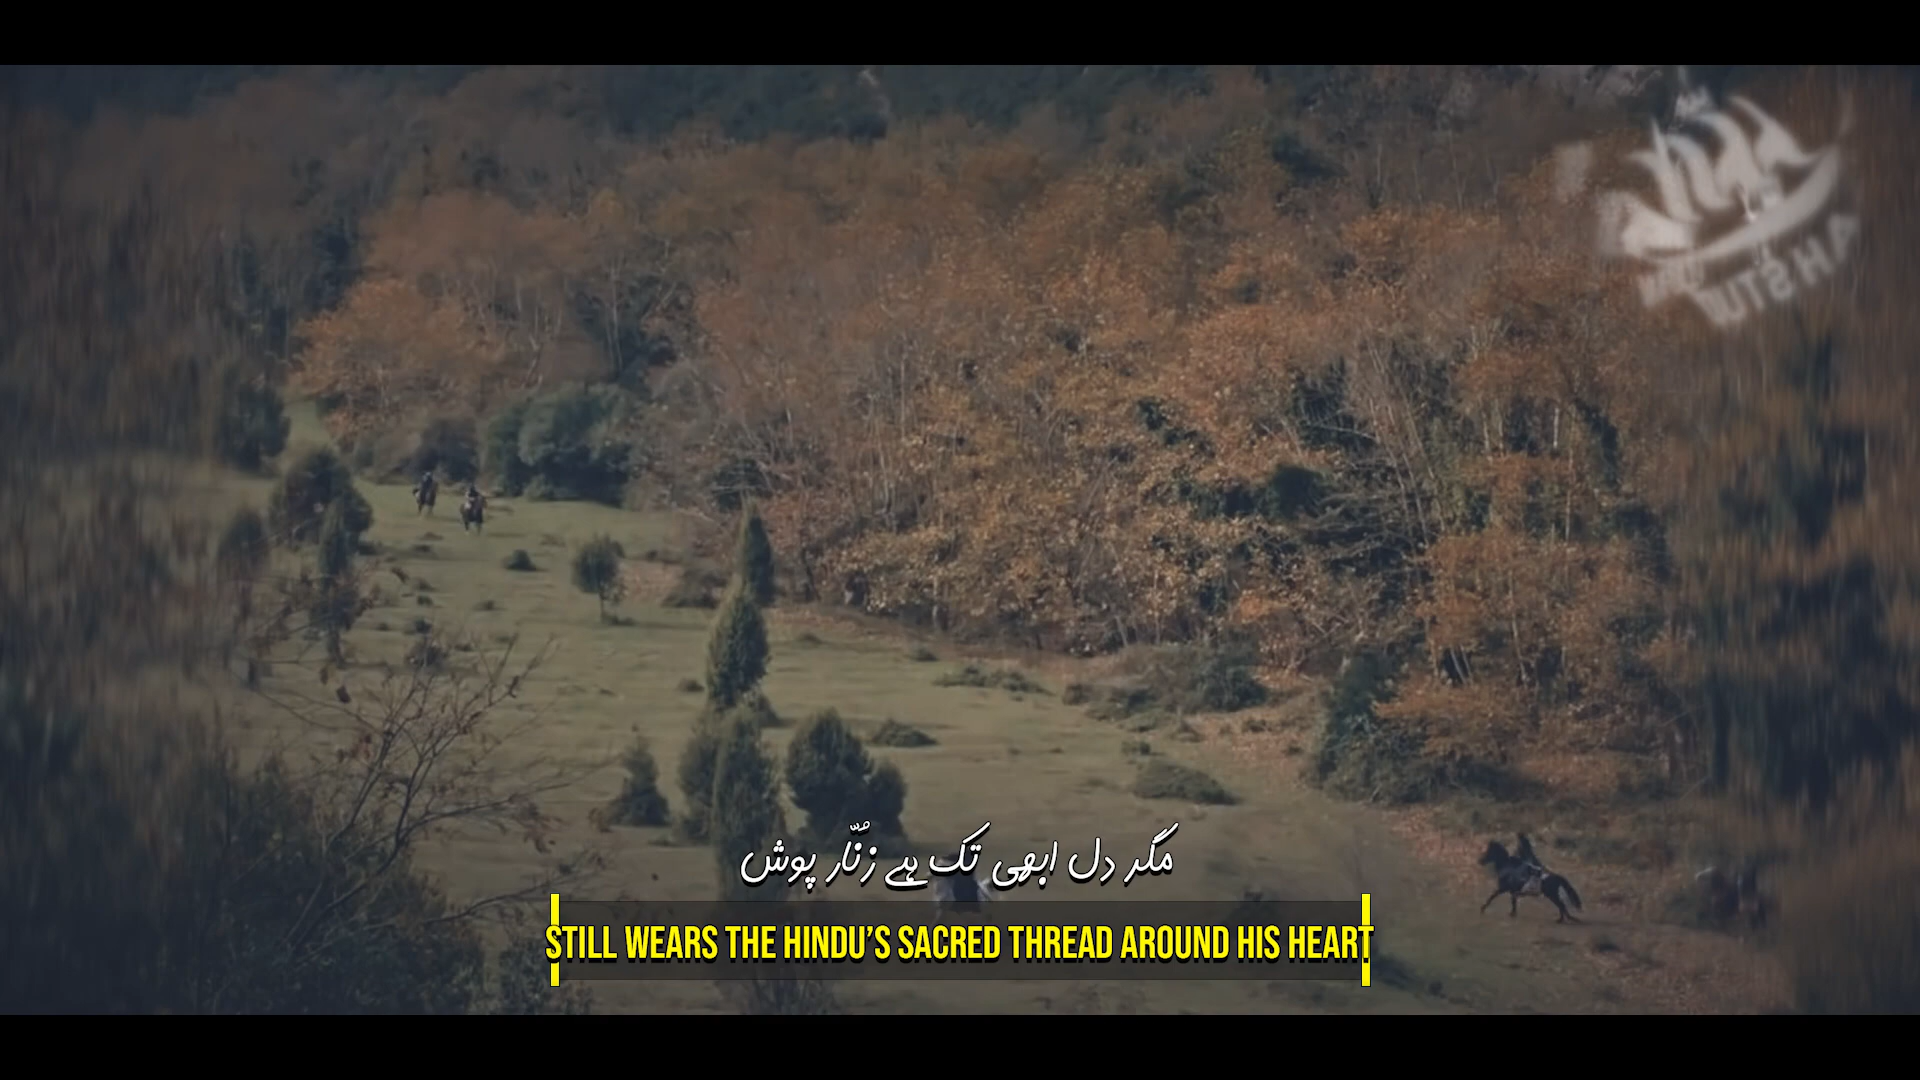 مگر دل ابھی تک ہے زنّار پوش
STILL WEARS THE HINDU’S SACRED THREAD AROUND HIS HEART